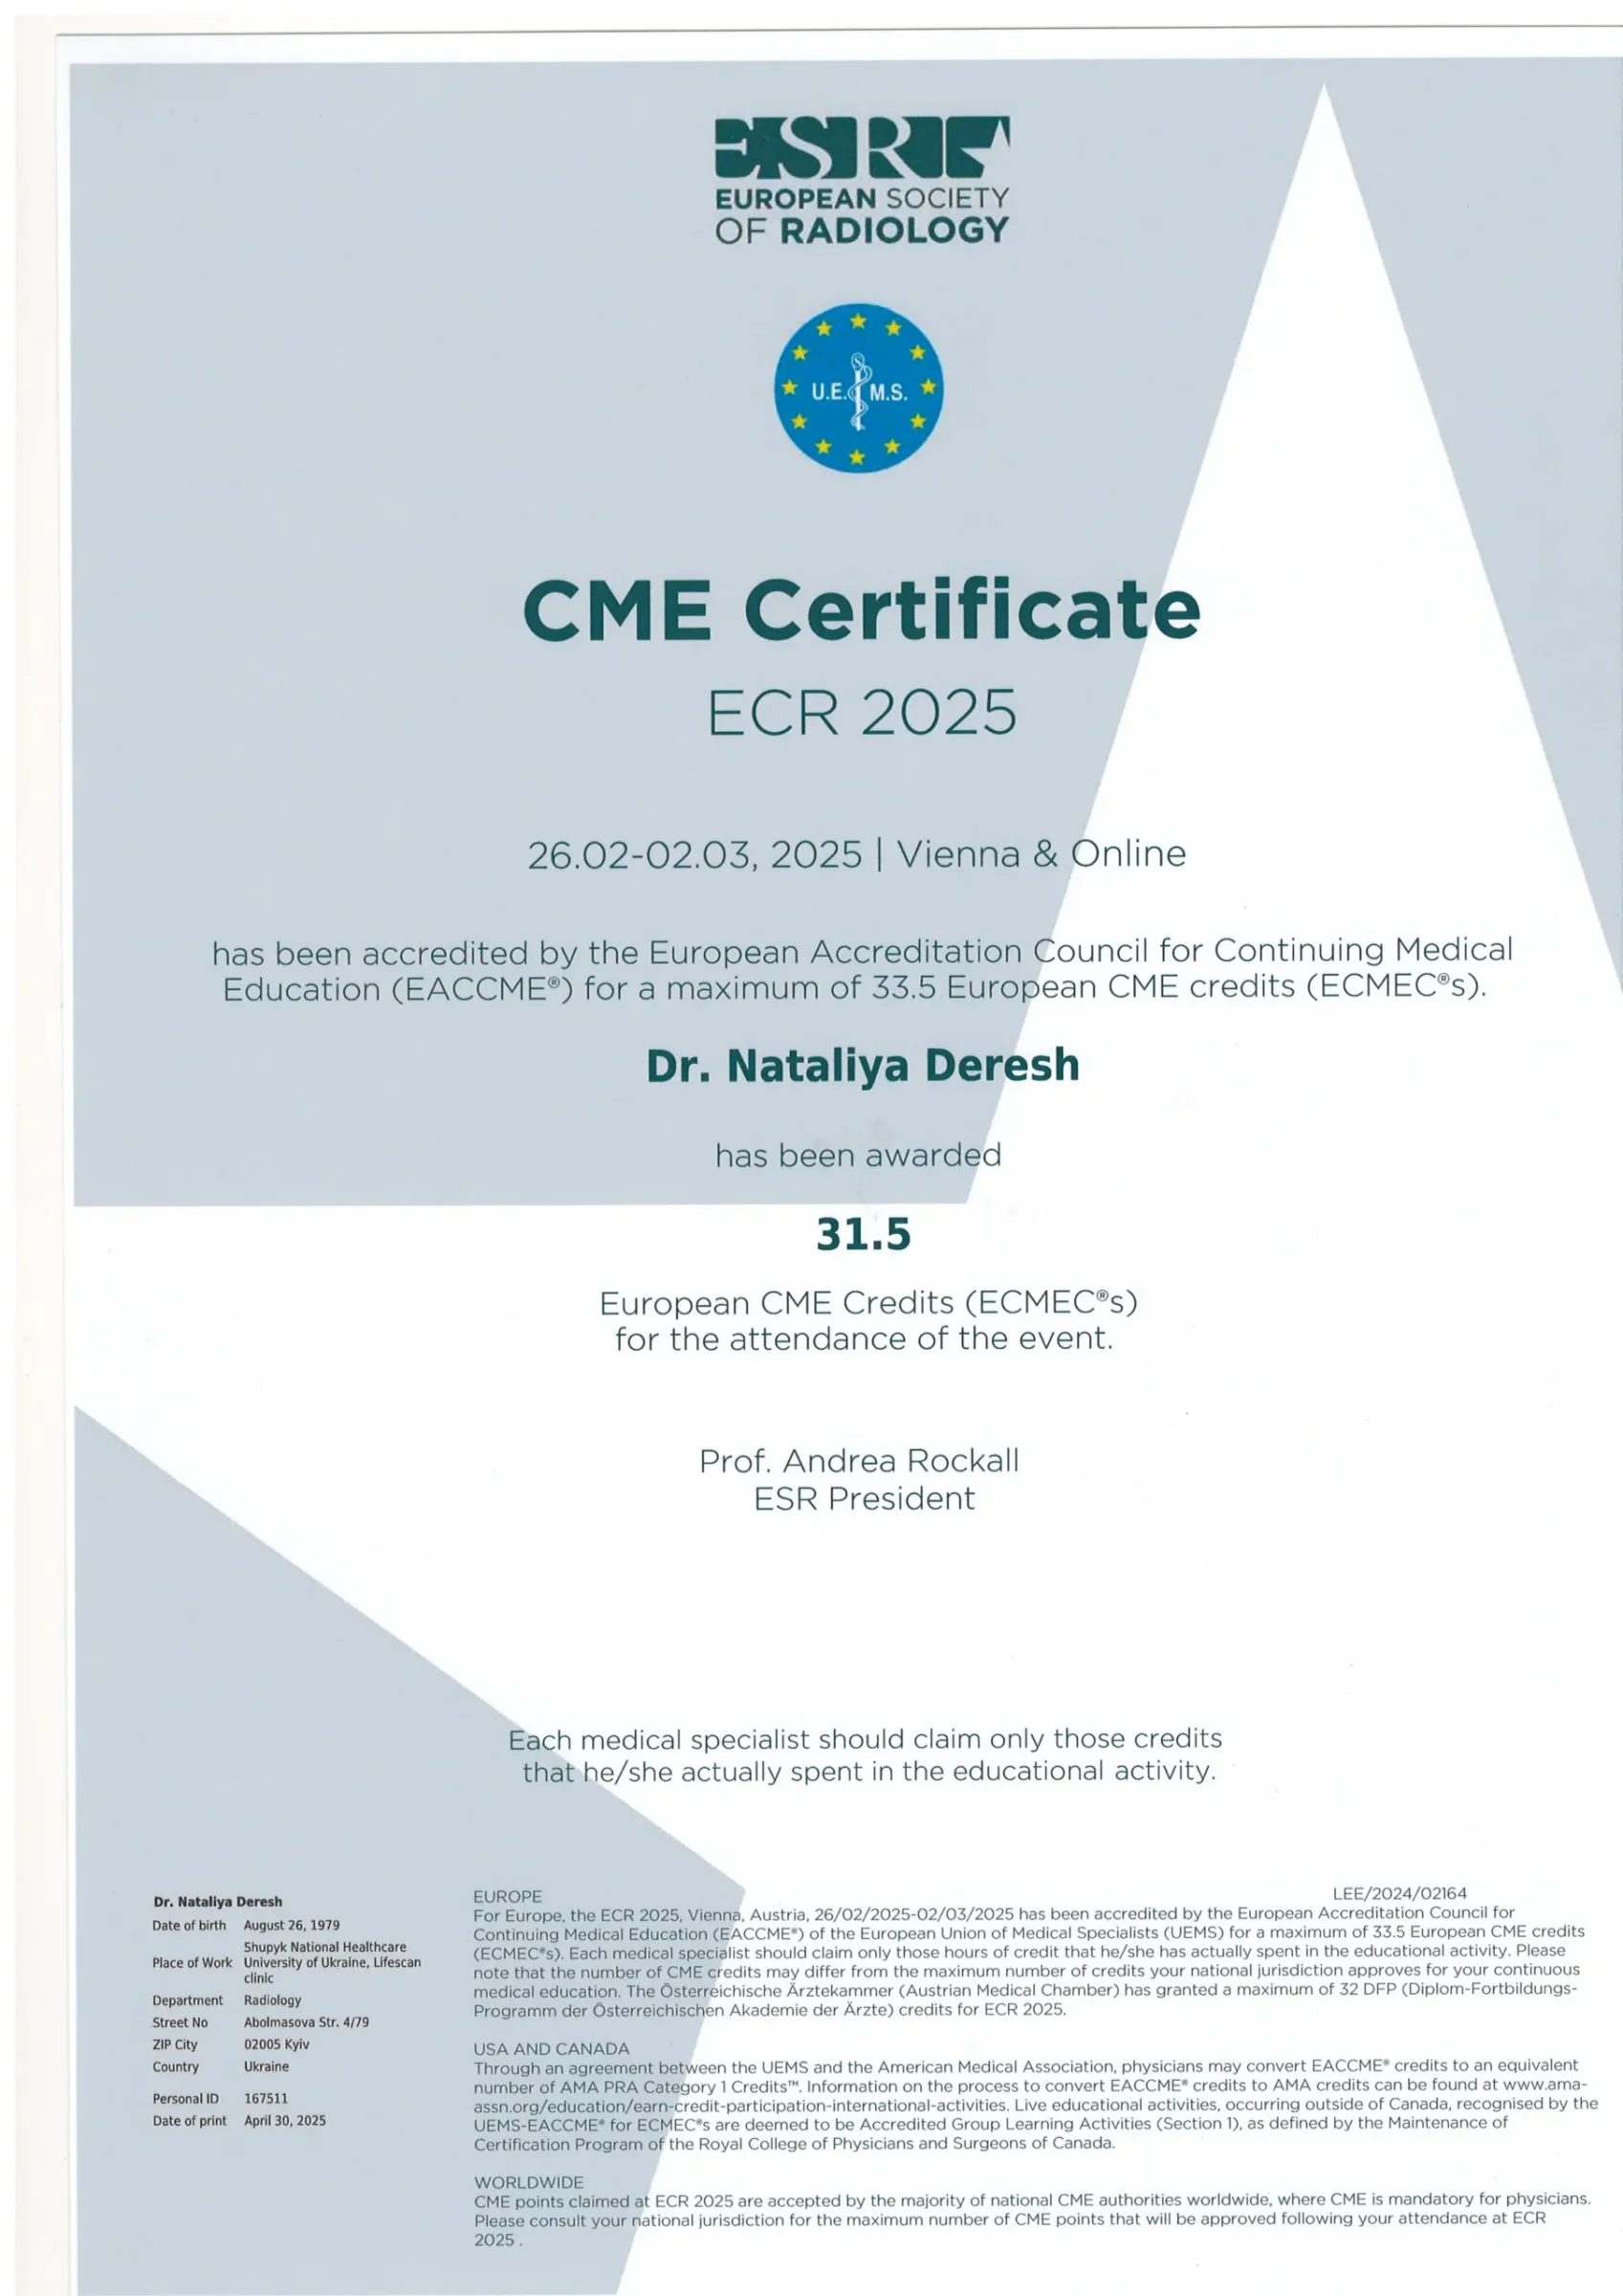 ESR
EUROPEAN SOCIETY
OF RADIOLOGY
U.E. M.S.
CME Certificate
ECR 2025
26.02-02.03, 2025 | Vienna & Online
has been accredited by the European Accreditation Council for Continuing Medical
Education (EACCME®) for a maximum of 33.5 European CME credits (ECMEC®s).
Dr. Nataliya Deresh
has been awarded
31.5
European CME Credits (ECMEC®s)
for the attendance of the event.
Prof. Andrea Rockall
ESR President
Each medical specialist should claim only those credits
that he/she actually spent in the educational activity.
Dr. Nataliya Deresh
Date of birth August 26, 1979
Place of Work Shupyk National Healthcare
University of Ukraine, Lifescan
clinic
Department Radiology
Street No Abolmasova Str. 4/79
ZIP City 02005 Kyiv
Country Ukraine
Personal ID 167511
Date of print April 30, 2025
EUROPE LEE/2024/02164
For Europe, the ECR 2025, Vienna, Austria, 26/02/2025-02/03/2025 has been accredited by the European Accreditation Council for
Continuing Medical Education (EACCME®) of the European Union of Medical Specialists (UEMS) for a maximum of 33.5 European CME credits
(ECMEC®s). Each medical specialist should claim only those hours of credit that he/she has actually spent in the educational activity. Please
note that the number of CME credits may differ from the maximum number of credits your national jurisdiction approves for your continuous
medical education. The Österreichische Ärztekammer (Austrian Medical Chamber) has granted a maximum of 32 DFP (Diplom-Fortbildungs-
Programm der Österreichischen Akademie der Ärzte) credits for ECR 2025.
USA AND CANADA
Through an agreement between the UEMS and the American Medical Association, physicians may convert EACCME® credits to an equivalent
number of AMA PRA Category 1 Credits™. Information on the process to convert EACCME® credits to AMA credits can be found at www.ama-
assn.org/education/earn-credit-participation-international-activities. Live educational activities, occurring outside of Canada, recognised by the
UEMS-EACCME® for ECMEC®s are deemed to be Accredited Group Learning Activities (Section 1), as defined by the Maintenance of
Certification Program of the Royal College of Physicians and Surgeons of Canada.
WORLDWIDE
CME points claimed at ECR 2025 are accepted by the majority of national CME authorities worldwide, where CME is mandatory for physicians.
Please consult your national jurisdiction for the maximum number of CME points that will be approved following your attendance at ECR
2025 .